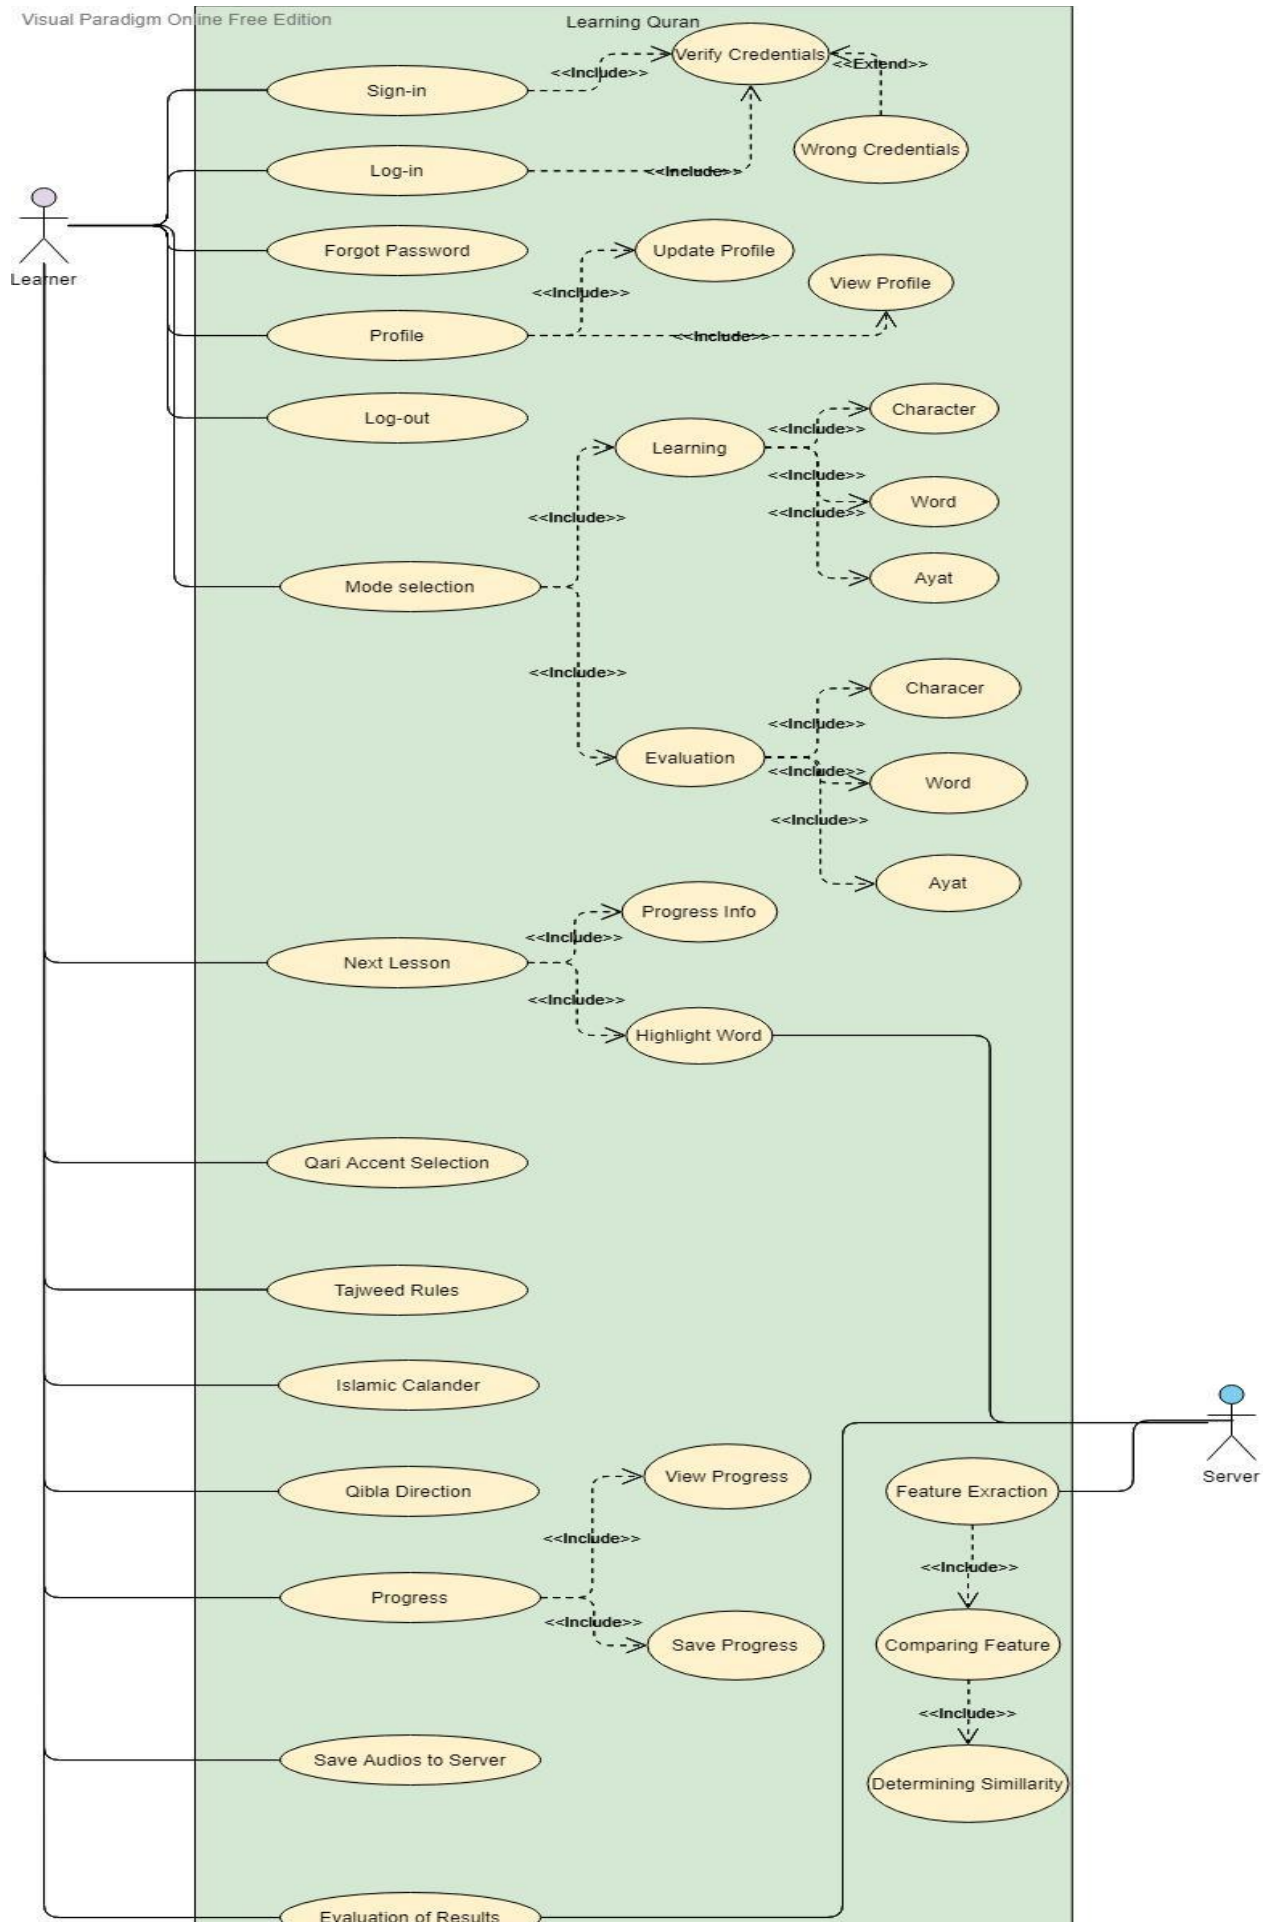 Visual Paradigm Online Free Edition
Learning Quran
Verify Credentials
<<Include>>
<<Extend>>
Sign-in
Wrong Credentials
Log-in
<<Include>>
Forgot Password
Update Profile
View Profile
<<Include>>
Profile
<<Include>>
Learner
Log-out
Character
<<Include>>
Learning
<<Include>>
Word
<<Include>>
<<Include>>
Ayat
Mode selection
<<Include>>
Characer
<<Include>>
Evaluation
<<Include>>
Word
<<Include>>
Ayat
Progress Info
<<Include>>
Next Lesson
<<Include>>
Highlight Word
Qari Accent Selection
Tajweed Rules
Islamic Calander
View Progress
Server
Qibla Direction
Feature Exraction
<<Include>>
<<Include>>
Progress
<<Include>>
Save Progress
Comparing Feature
<<Include>>
Save Audios to Server
Determining Simillarity
Evaluation of Results